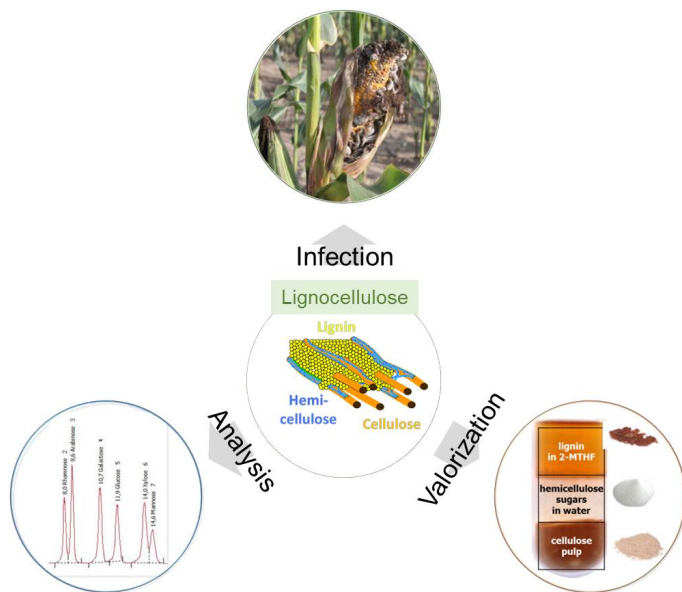 Infection
Lignocellulose
Lignin
Hemi-
cellulose
Cellulose
Analysis
8,0 Rhamnose 2
8,6 Arabinose 3
10,7 Galactose 4
11,9 Glucose 5
14,0 Xylose 6
14,6 Mannose 7
Valorization
lignin
in 2-MTHF
hemicellulose
sugars
in water
cellulose
pulp